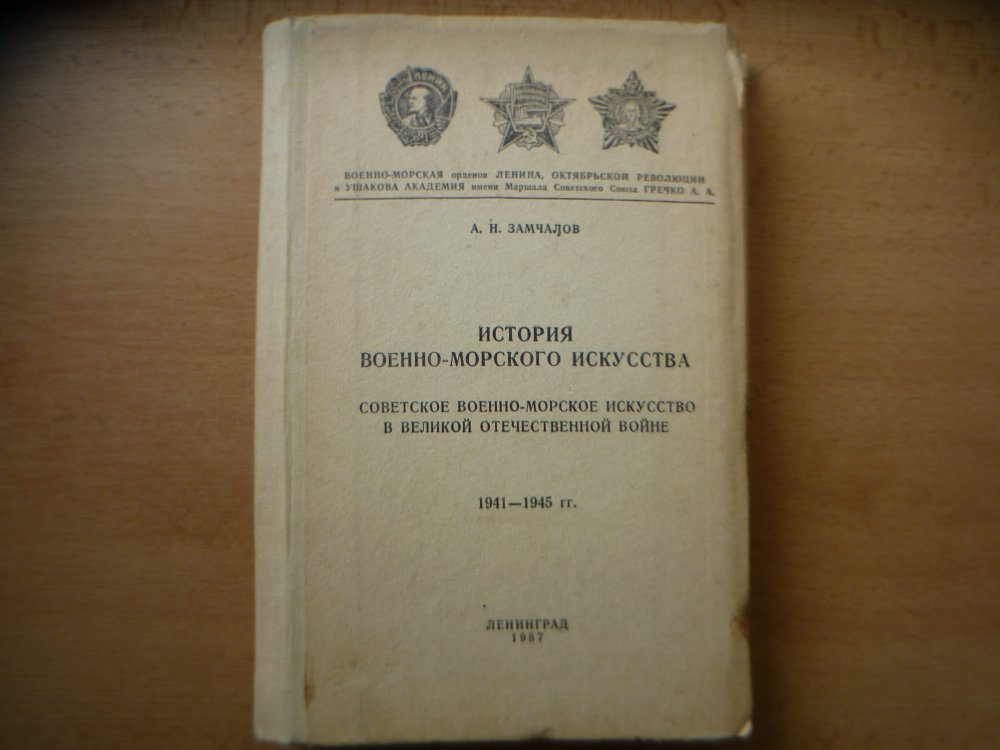 ЛЕНИН
ВОЕННО-МОРСКАЯ орденов ЛЕНИНА, ОКТЯБРЬСКОЙ РЕВОЛЮЦИИ
и УШАКОВА АКАДЕМИЯ имени Маршала Советского Союза ГРЕЧКО А. А.
А. Н. ЗАМЧАЛОВ
ИСТОРИЯ
ВОЕННО-МОРСКОГО ИСКУССТВА
СОВЕТСКОЕ ВОЕННО-МОРСКОЕ ИСКУССТВО
В ВЕЛИКОЙ ОТЕЧЕСТВЕННОЙ ВОЙНЕ
1941—1945 гг.
ЛЕНИНГРАД
1987